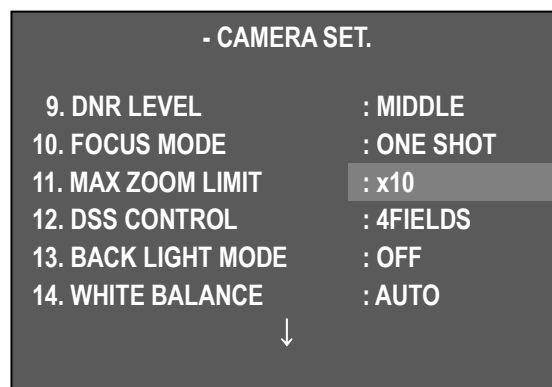 - CAMERA SET.
9. DNR LEVEL : MIDDLE
10. FOCUS MODE : ONE SHOT
11. MAX ZOOM LIMIT : x10
12. DSS CONTROL : 4FIELDS
13. BACK LIGHT MODE : OFF
14. WHITE BALANCE : AUTO
↓